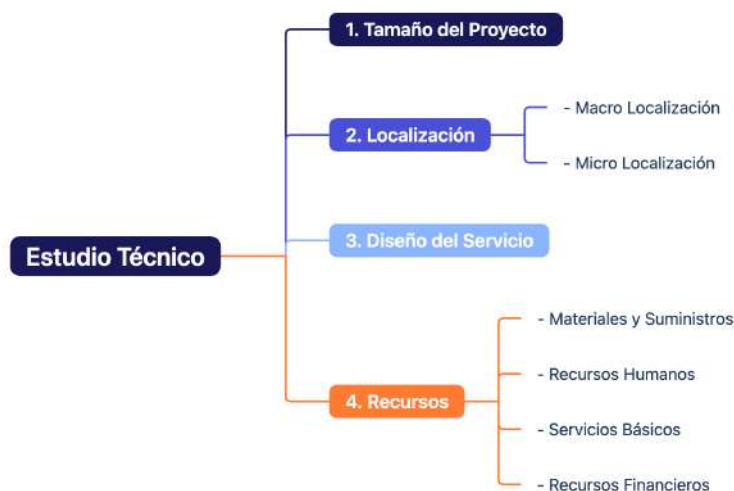 Estudio Técnico
1. Tamaño del Proyecto
2. Localización
- Macro Localización
- Micro Localización
3. Diseño del Servicio
4. Recursos
- Materiales y Suministros
- Recursos Humanos
- Servicios Básicos
- Recursos Financieros